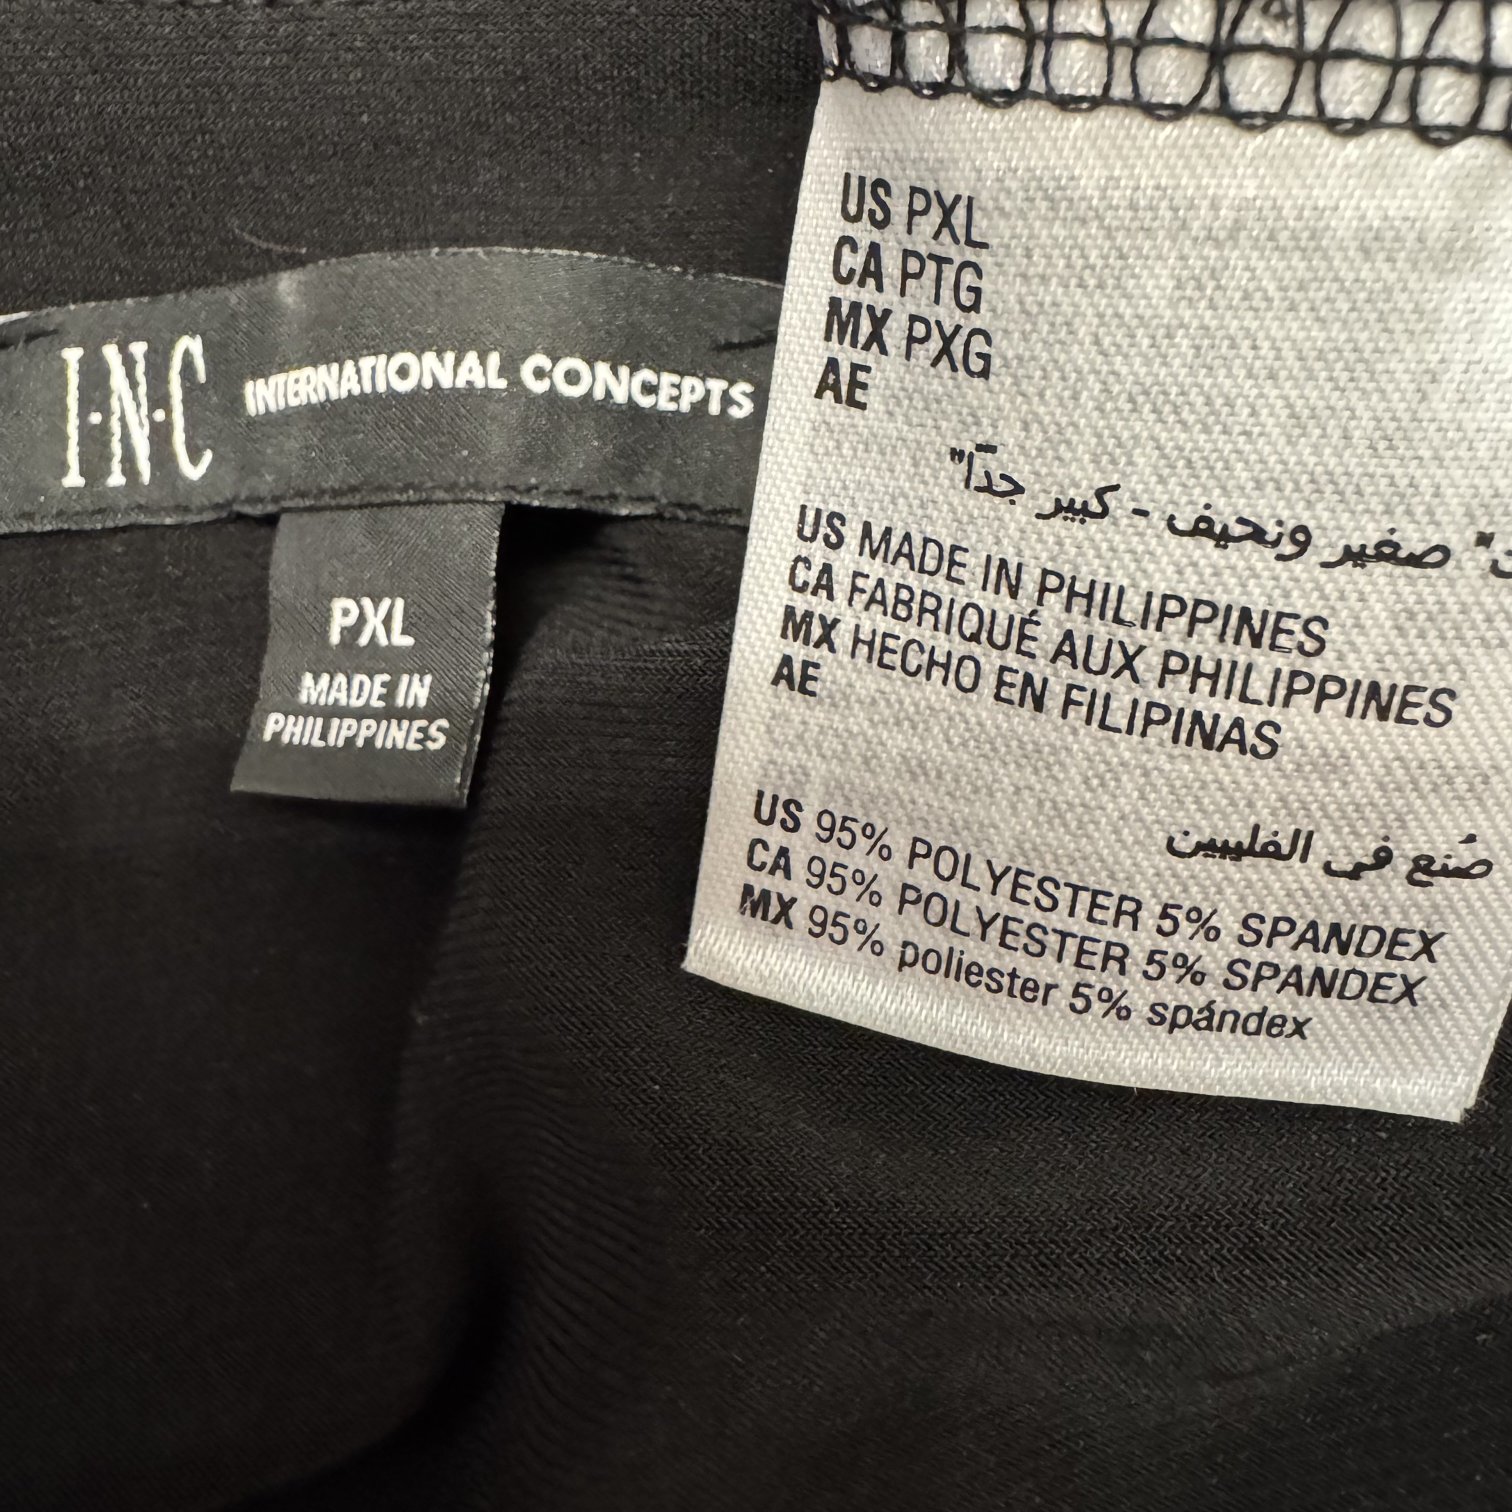 I·N·C INTERNATIONAL CONCEPTS
PXL
MADE IN
PHILIPPINES
US PXL
CA PTG
MX PXG
AE
" صغير ونحيف - كبير جدًا"
US MADE IN PHILIPPINES
CA FABRIQUÉ AUX PHILIPPINES
MX HECHO EN FILIPINAS
AE
صُنع في الفليبين
US 95% POLYESTER 5% SPANDEX
CA 95% POLYESTER 5% SPANDEX
MX 95% poliester 5% spándex